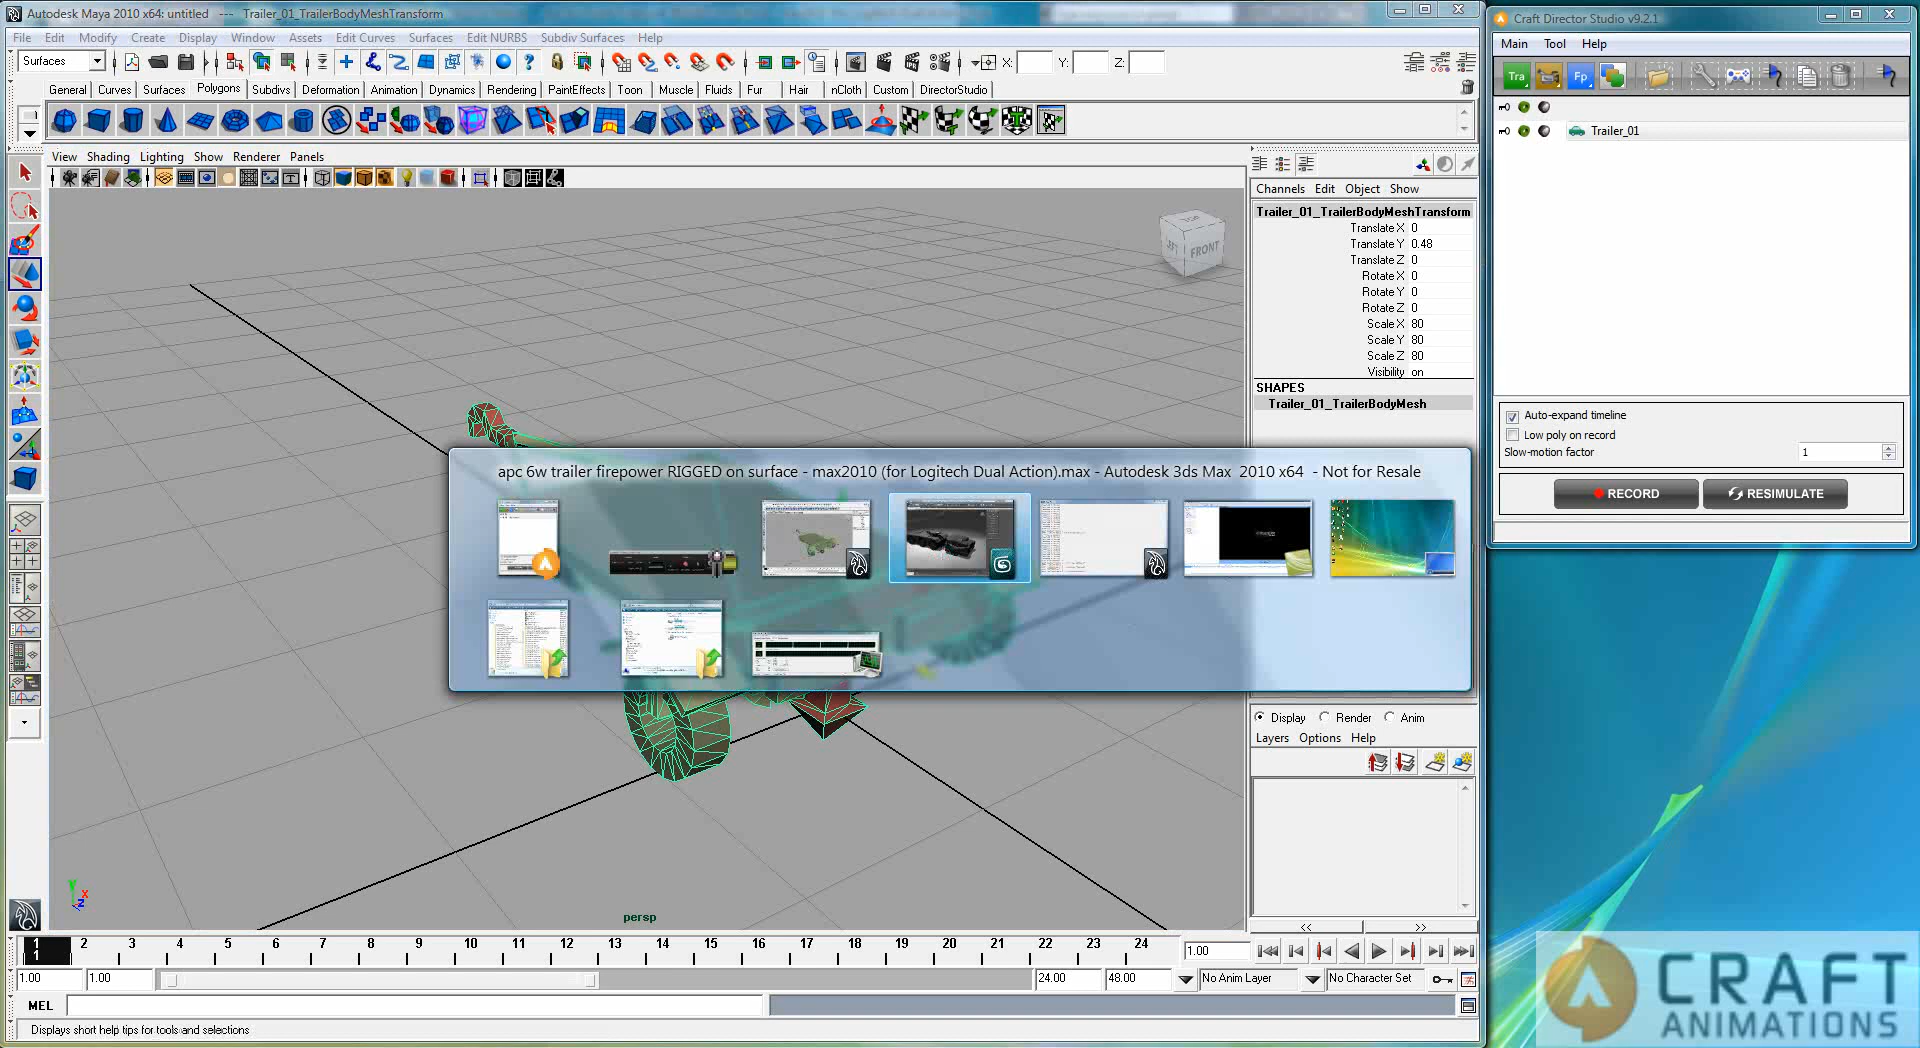 Autodesk Maya 2010 x64: untitled --- Trailer_01_TrailerBodyMeshTransform
File Edit Modify Create Display Window Assets Edit Curves Surfaces Edit NURBS Subdiv Surfaces Help
Surfaces X: Y: Z:
General Curves Surfaces Polygons Subdivs Deformation Animation Dynamics Rendering PaintEffects Toon Muscle Fluids Fur Hair nCloth Custom DirectorStudio
View Shading Lighting Show Renderer Panels
TOP
LEFT FRONT
Channels Edit Object Show
Trailer_01_TrailerBodyMeshTransform
Translate X 0
Translate Y 0.48
Translate Z 0
Rotate X 0
Rotate Y 0
Rotate Z 0
Scale X 80
Scale Y 80
Scale Z 80
Visibility on
SHAPES
Trailer_01_TrailerBodyMesh
apc 6w trailer firepower RIGGED on surface - max2010 (for Logitech Dual Action).max - Autodesk 3ds Max 2010 x64 - Not for Resale
Display Render Anim
Layers Options Help
persp
Y X Z
<< >>
1 2 3 4 5 6 7 8 9 10 11 12 13 14 15 16 17 18 19 20 21 22 23 24
1
1.00
1.00 1.00 24.00 48.00 No Anim Layer No Character Set
MEL
Displays short help tips for tools and selections
Craft Director Studio v9.2.1
Main Tool Help
Tra Fp
Trailer_01
Auto-expand timeline
Low poly on record
Slow-motion factor 1
RECORD RESIMULATE
CRAFT
ANIMATIONS